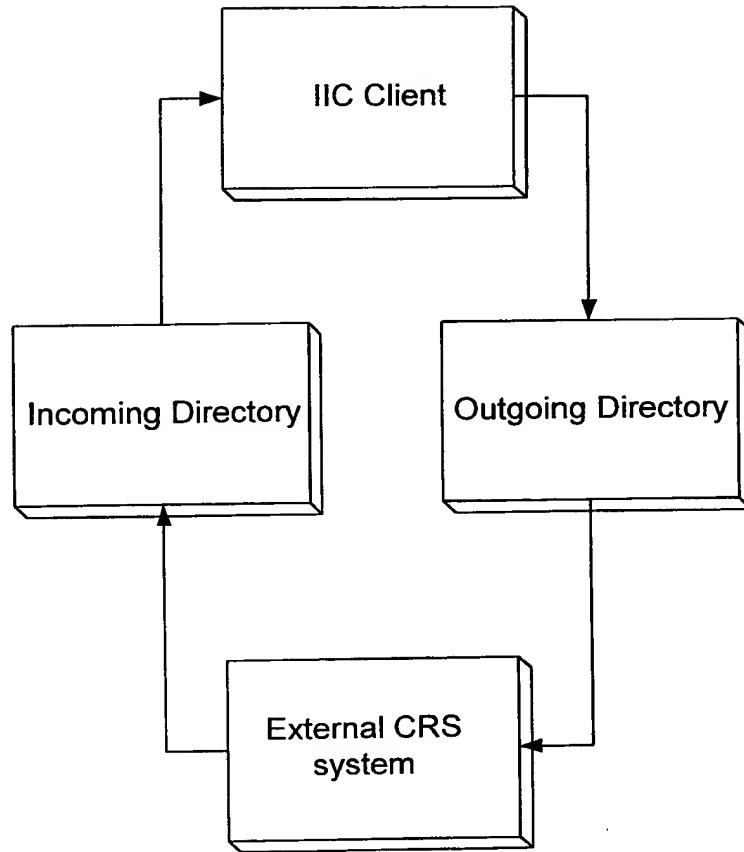 IIC Client
Incoming Directory
Outgoing Directory
External CRS
system